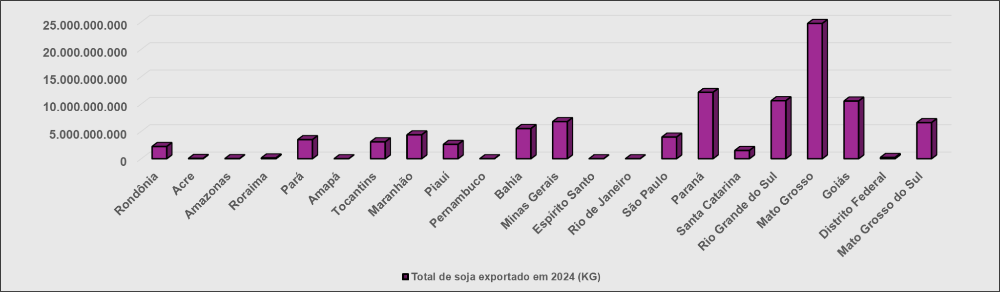 25.000.000.000
20.000.000.000
15.000.000.000
10.000.000.000
5.000.000.000
0
Rondônia
Acre
Amazonas
Roraima
Pará
Amapá
Tocantins
Maranhão
Piauí
Pernambuco
Bahia
Minas Gerais
Espírito Santo
Rio de Janeiro
São Paulo
Paraná
Santa Catarina
Rio Grande do Sul
Mato Grosso
Goiás
Distrito Federal
Mato Grosso do Sul
Total de soja exportado em 2024 (KG)